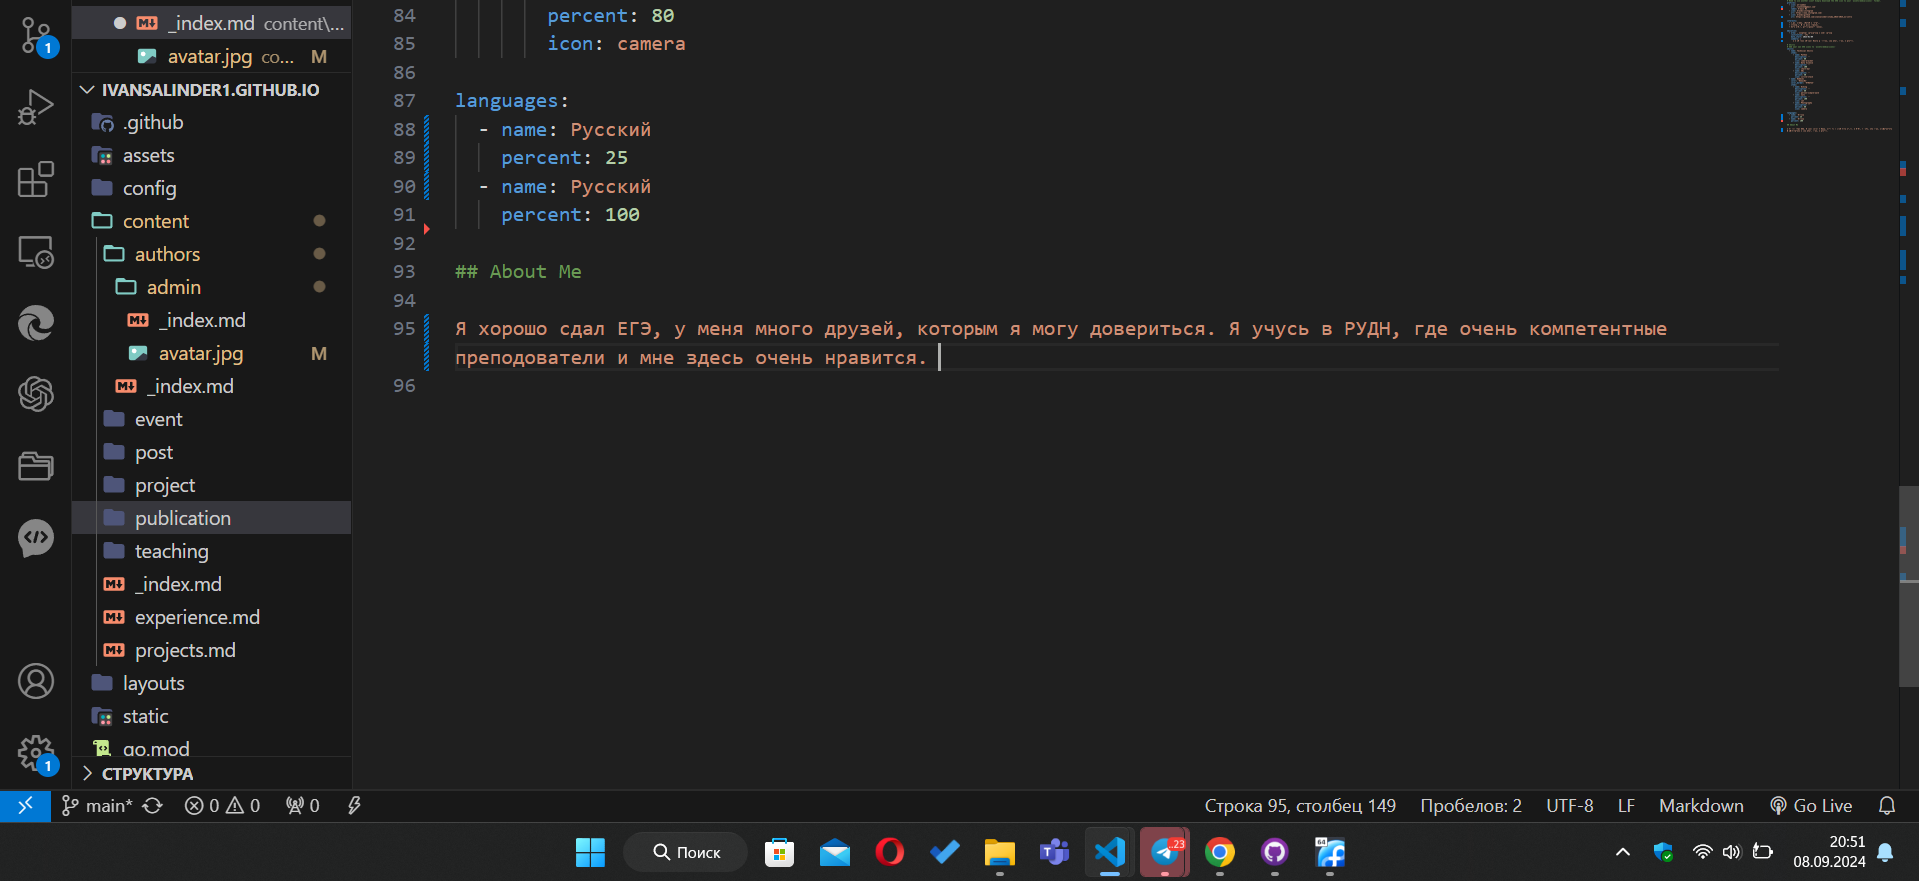 1
_index.md content\...
avatar.jpg co... M
IVANSALINDER1.GITHUB.IO
.github
assets
config
content
authors
admin
_index.md
avatar.jpg M
_index.md
event
post
project
publication
teaching
_index.md
experience.md
projects.md
layouts
static
go.mod
1
СТРУКТУРА
84 percent: 80
85 icon: camera
86
87 languages:
88 - name: Русский
89 percent: 25
90 - name: Русский
91 percent: 100
92
93 ## About Me
94
95 Я хорошо сдал ЕГЭ, у меня много друзей, которым я могу довериться. Я учусь в РУДН, где очень компетентные
преподователи и мне здесь очень нравится.
96
main* 0 0 0
Строка 95, столбец 149 Пробелов: 2 UTF-8 LF Markdown Go Live
Поиск
..23
64
20:51
08.09.2024